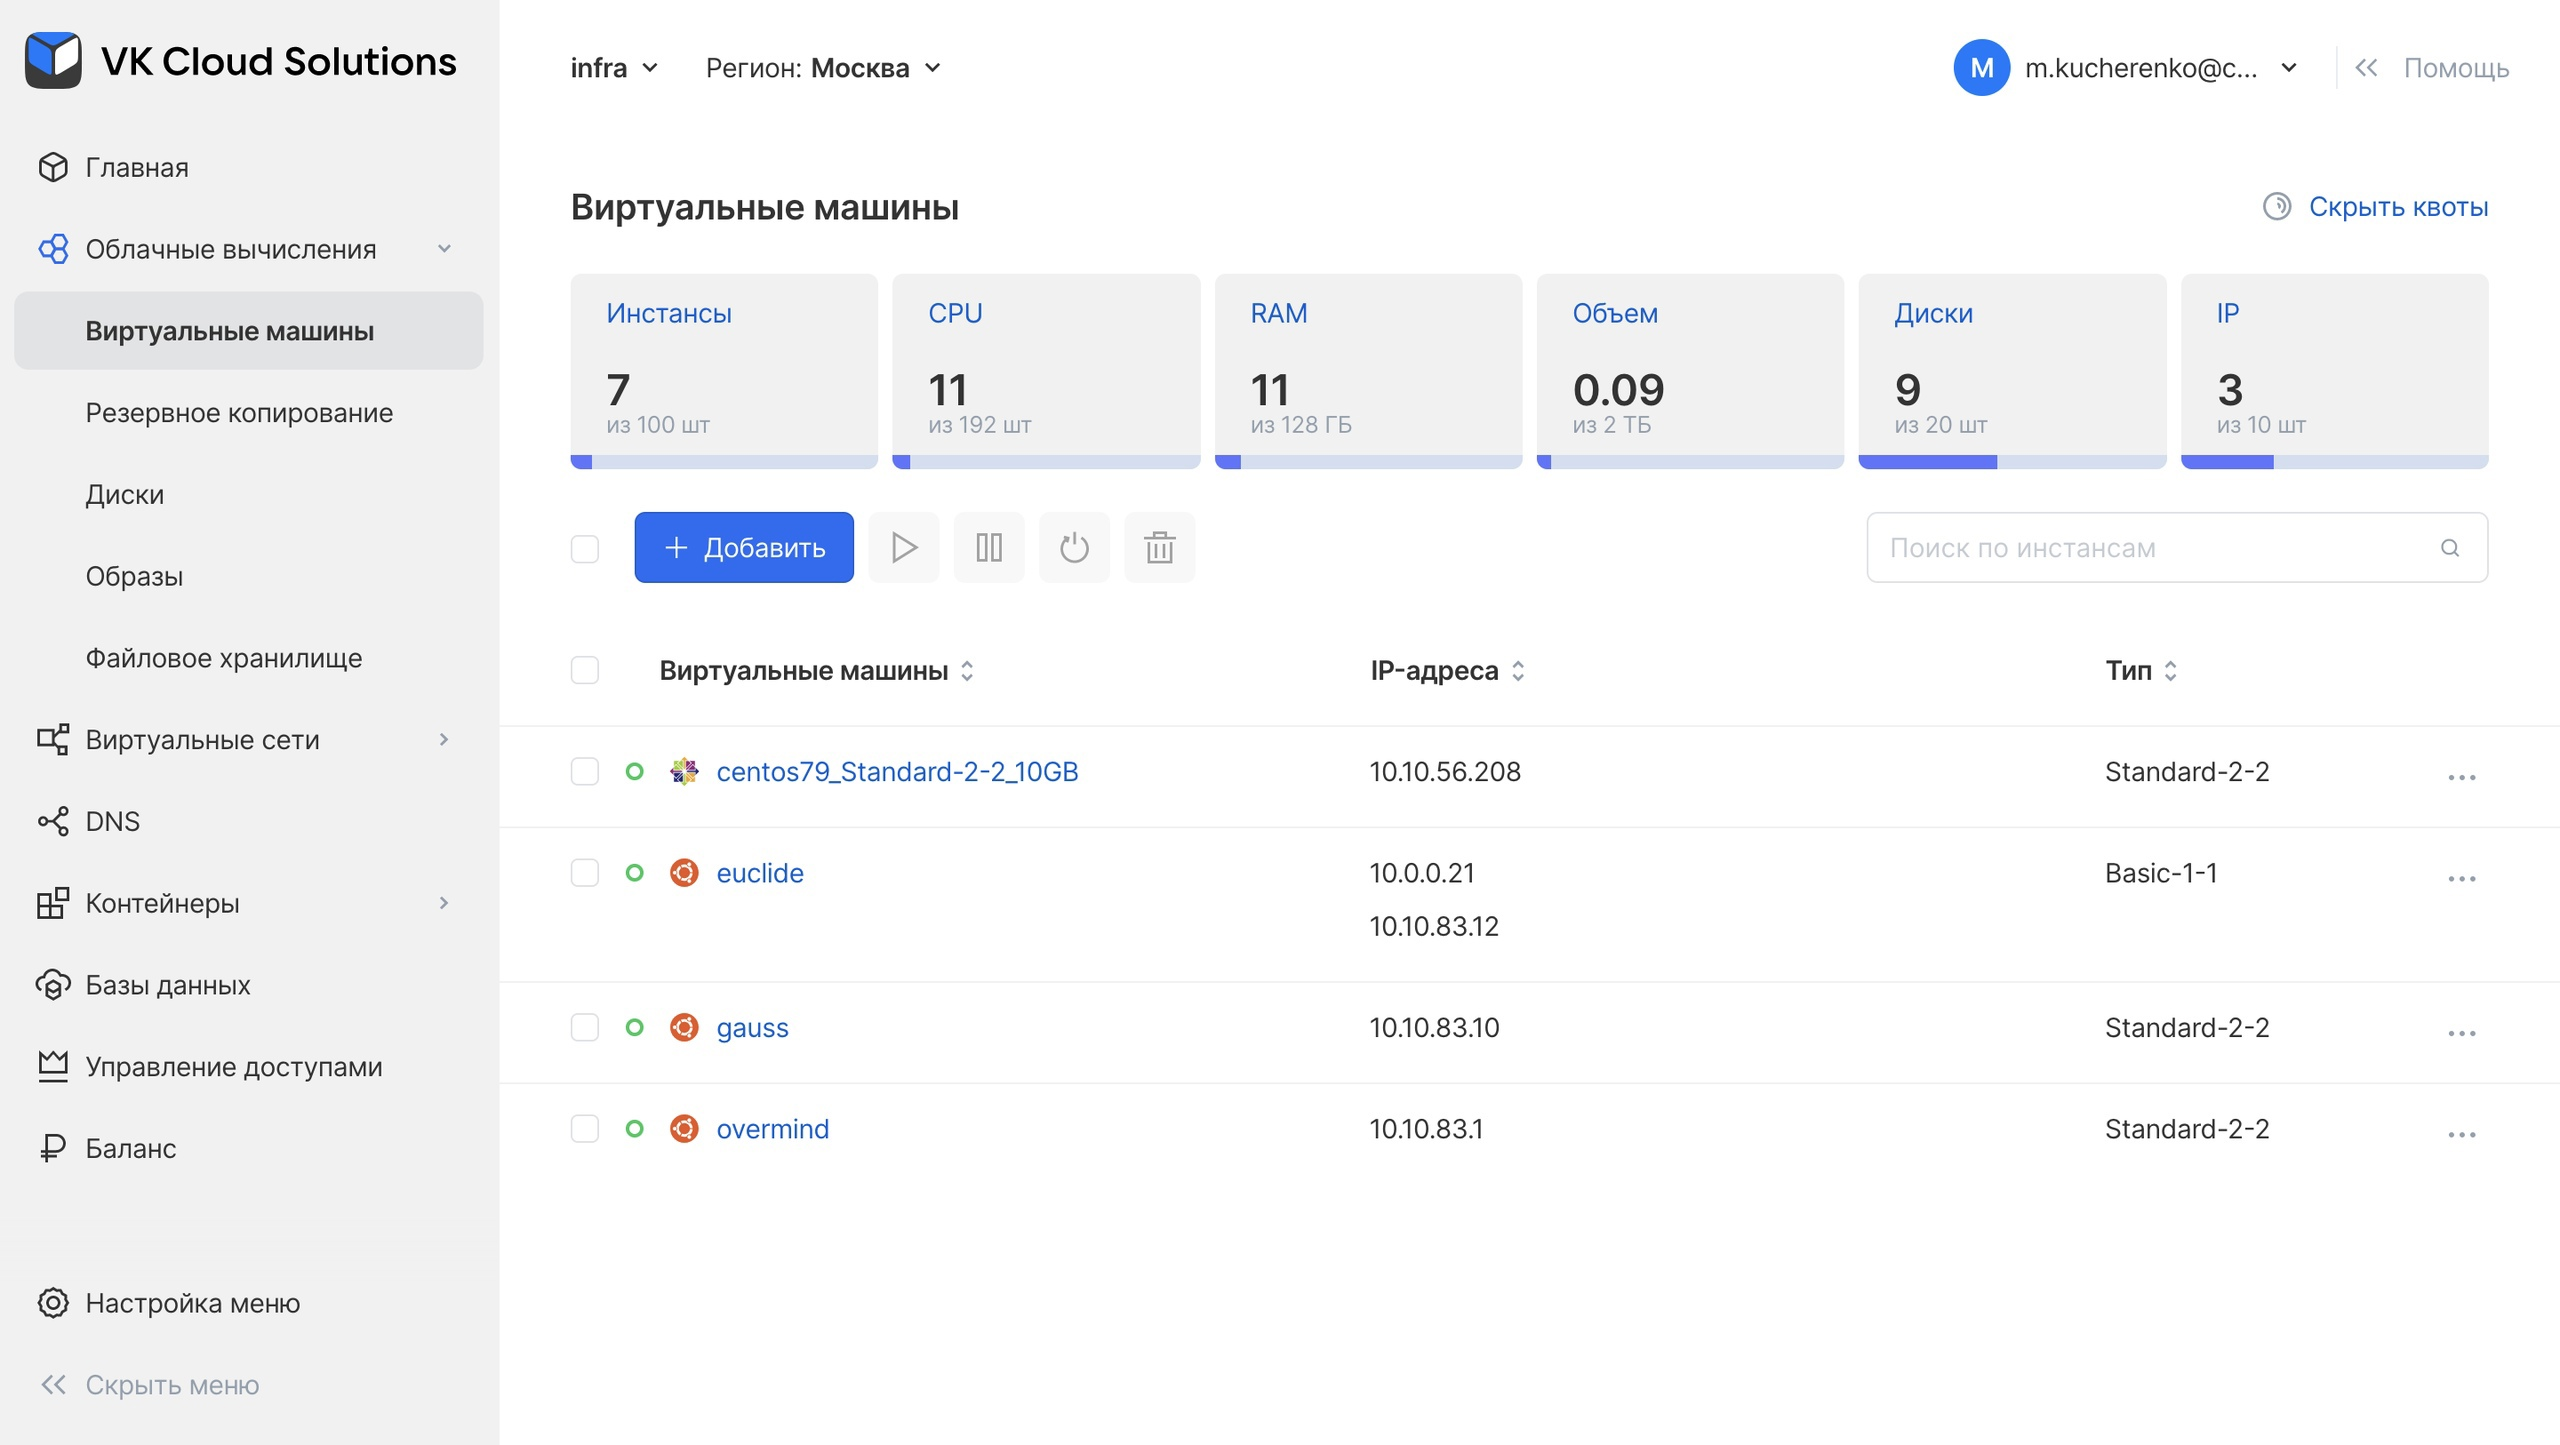 VK Cloud Solutions
Главная
Облачные вычисления
Виртуальные машины
Резервное копирование
Диски
Образы
Файловое хранилище
Виртуальные сети
DNS
Контейнеры
Базы данных
Управление доступами
Баланс
Настройка меню
Скрыть меню
infra
Регион: Москва
M
m.kucherenko@c...
Помощь
Виртуальные машины
Скрыть квоты
Инстансы
7
из 100 шт
CPU
11
из 192 шт
RAM
11
из 128 ГБ
Объем
0.09
из 2 ТБ
Диски
9
из 20 шт
IP
3
из 10 шт
Добавить
Поиск по инстансам
Виртуальные машины IP-адреса Тип
centos79_Standard-2-2_10GB 10.10.56.208 Standard-2-2
euclide 10.0.0.21 Basic-1-1
10.10.83.12
gauss 10.10.83.10 Standard-2-2
overmind 10.10.83.1 Standard-2-2